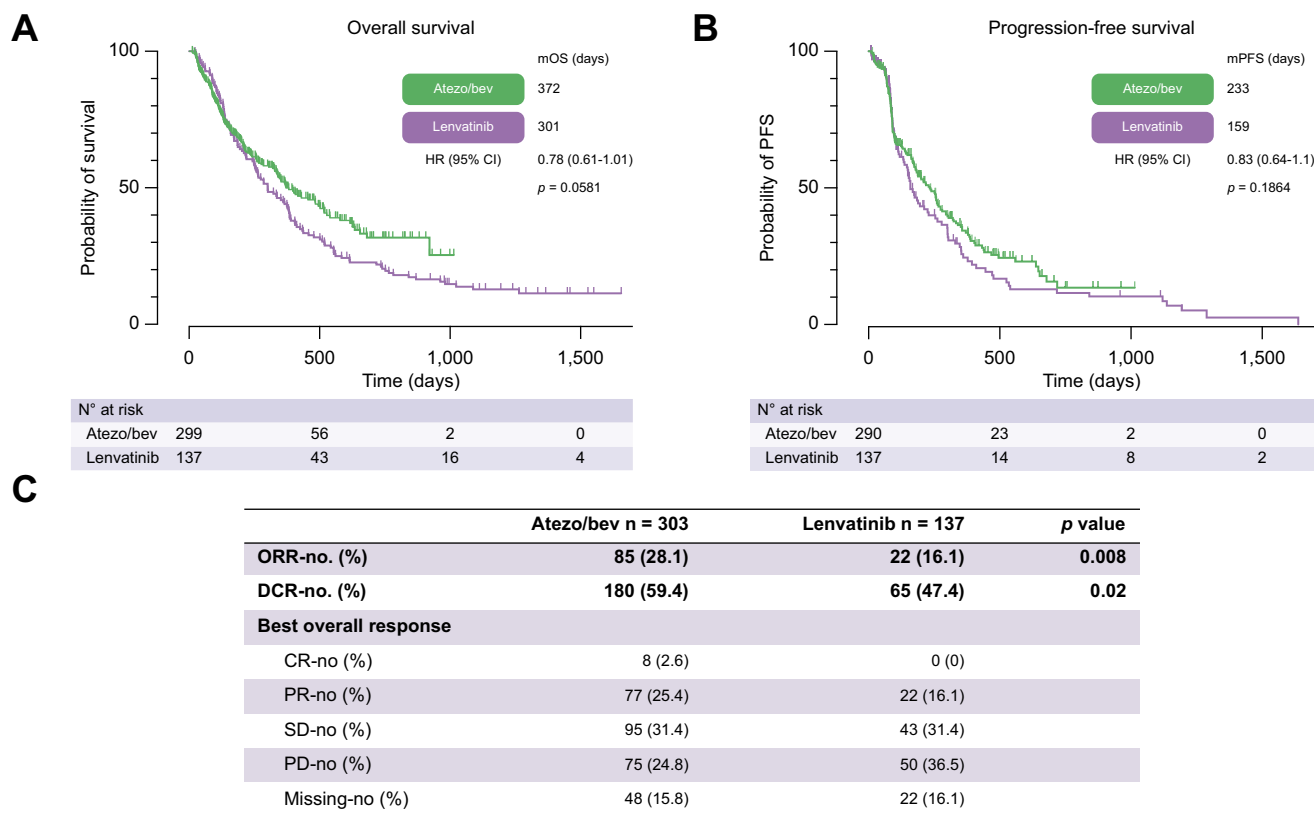 A
Overall survival
mOS (days)
Atezo/bev 372
Lenvatinib 301
HR (95% CI) 0.78 (0.61-1.01)
p = 0.0581
Probability of survival
100
50
0
0 500 1,000 1,500
Time (days)
N° at risk
Atezo/bev 299 56 2 0
Lenvatinib 137 43 16 4
B
Progression-free survival
mPFS (days)
Atezo/bev 233
Lenvatinib 159
HR (95% CI) 0.83 (0.64-1.1)
p = 0.1864
Probability of PFS
100
50
0
0 500 1,000 1,500
Time (days)
N° at risk
Atezo/bev 290 23 2 0
Lenvatinib 137 14 8 2
C
Atezo/bev n = 303 Lenvatinib n = 137 p value
ORR-no. (%) 85 (28.1) 22 (16.1) 0.008
DCR-no. (%) 180 (59.4) 65 (47.4) 0.02
Best overall response
CR-no (%) 8 (2.6) 0 (0)
PR-no (%) 77 (25.4) 22 (16.1)
SD-no (%) 95 (31.4) 43 (31.4)
PD-no (%) 75 (24.8) 50 (36.5)
Missing-no (%) 48 (15.8) 22 (16.1)